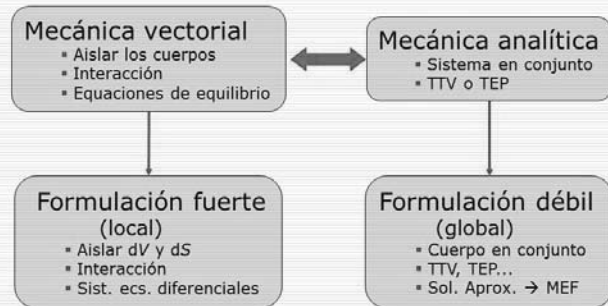 Mecánica vectorial
▪ Aislar los cuerpos
▪ Interacción
▪ Equaciones de equilibrio
Mecánica analítica
▪ Sistema en conjunto
▪ TTV o TEP
Formulación fuerte
(local)
▪ Aislar dV y dS
▪ Interacción
▪ Sist. ecs. diferenciales
Formulación débil
(global)
▪ Cuerpo en conjunto
▪ TTV, TEP...
▪ Sol. Aprox. → MEF